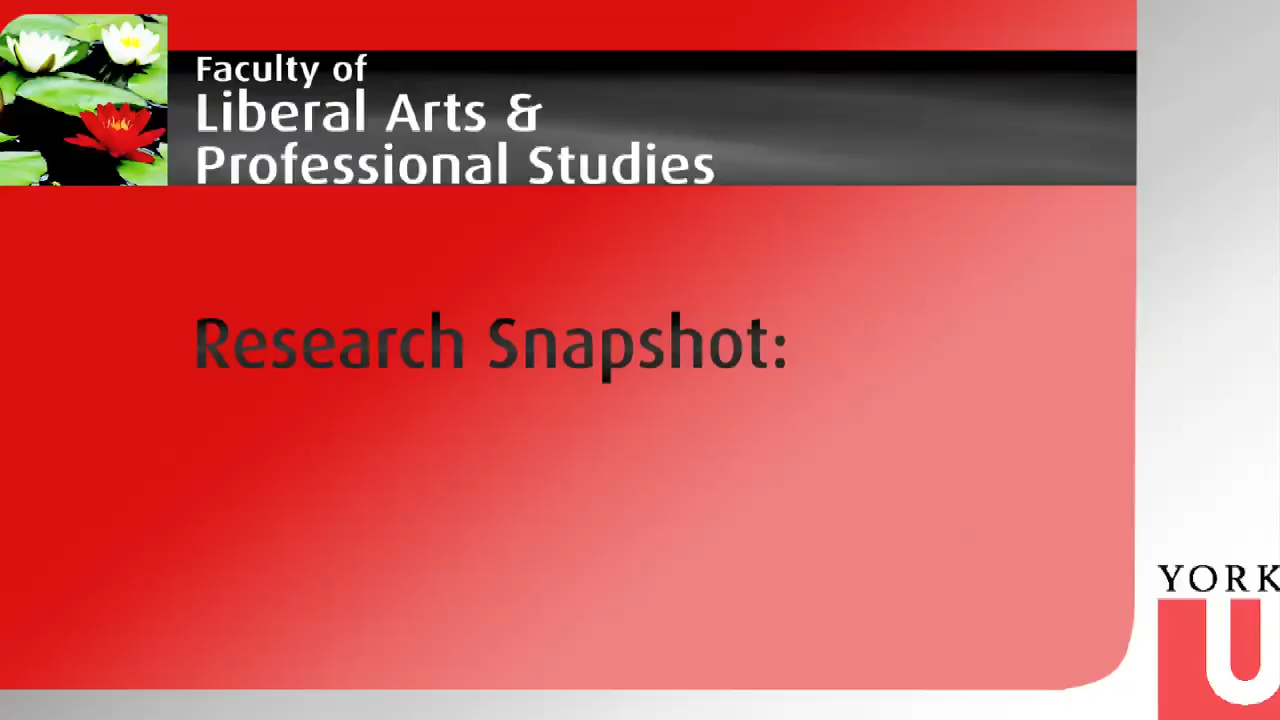 Faculty of
Liberal Arts &
Professional Studies
Research Snapshot:
YORK
U